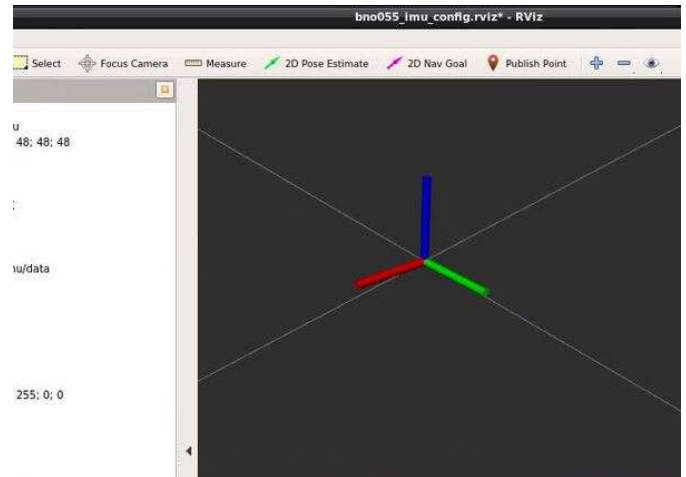 bno055_imu_config.rviz* - RViz
Select Focus Camera Measure 2D Pose Estimate 2D Nav Goal Publish Point
u
48; 48; 48
nu/data
255; 0; 0